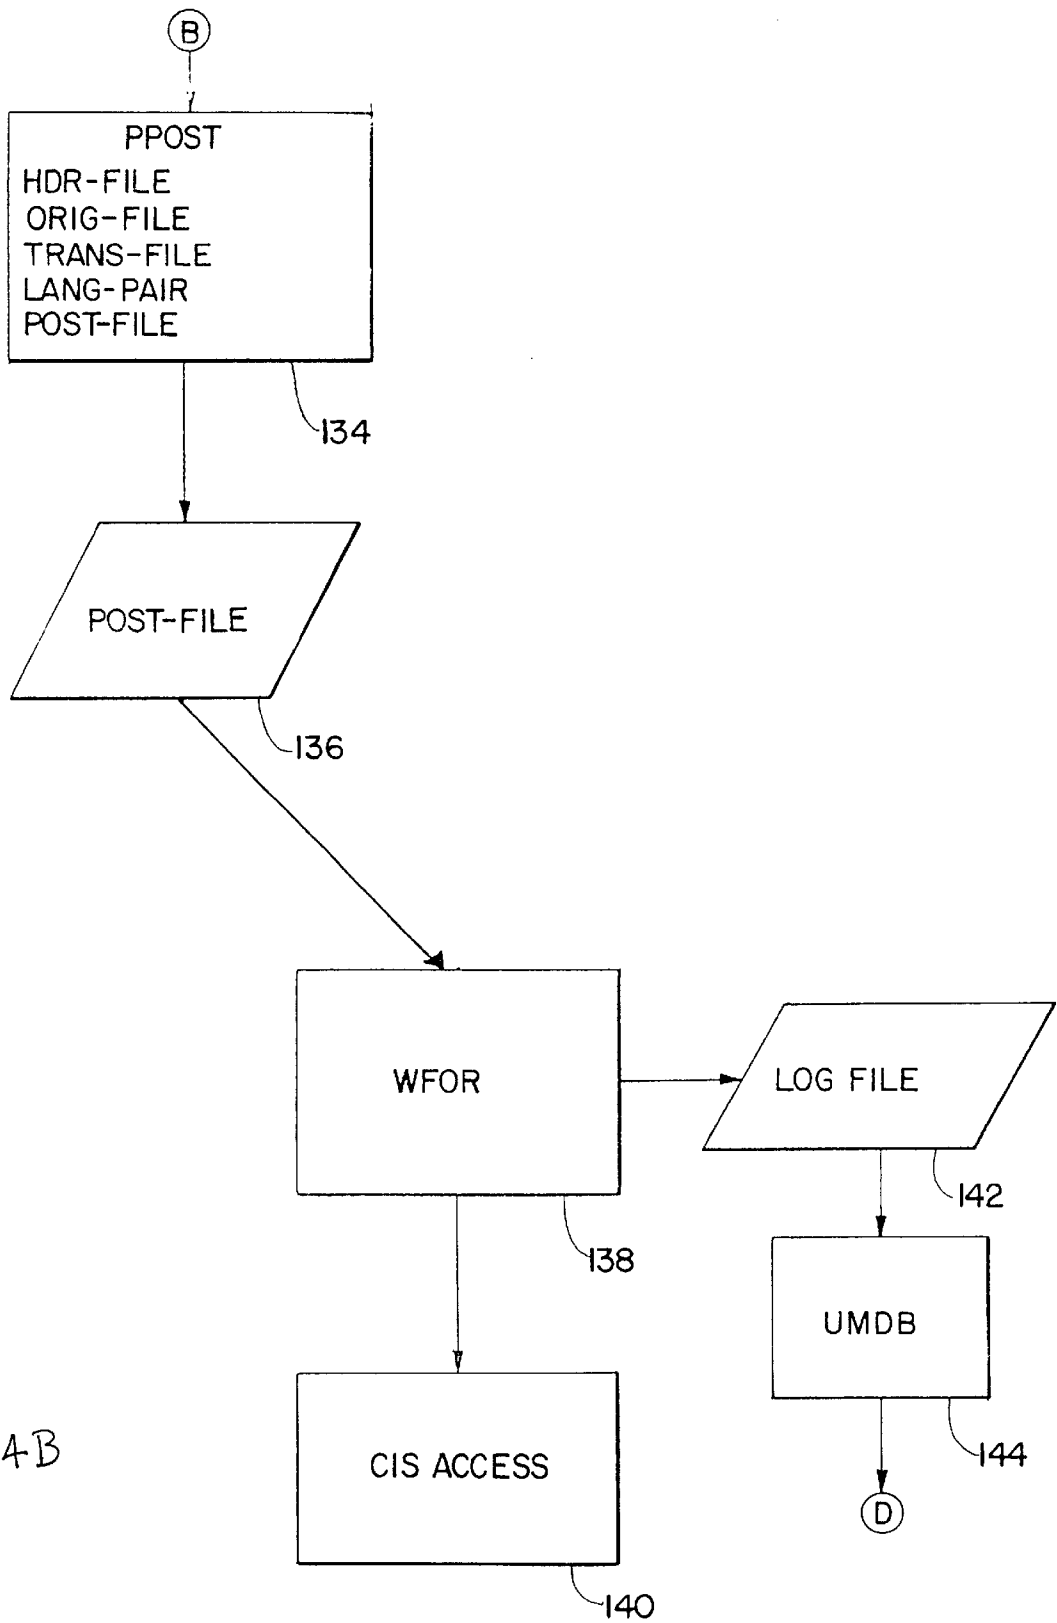 B
PPOST
HDR-FILE
ORIG-FILE
TRANS-FILE
LANG-PAIR
POST-FILE
134
POST-FILE
136
WFOR
LOG FILE
142
138
UMDB
144
CIS ACCESS
4B
D
140